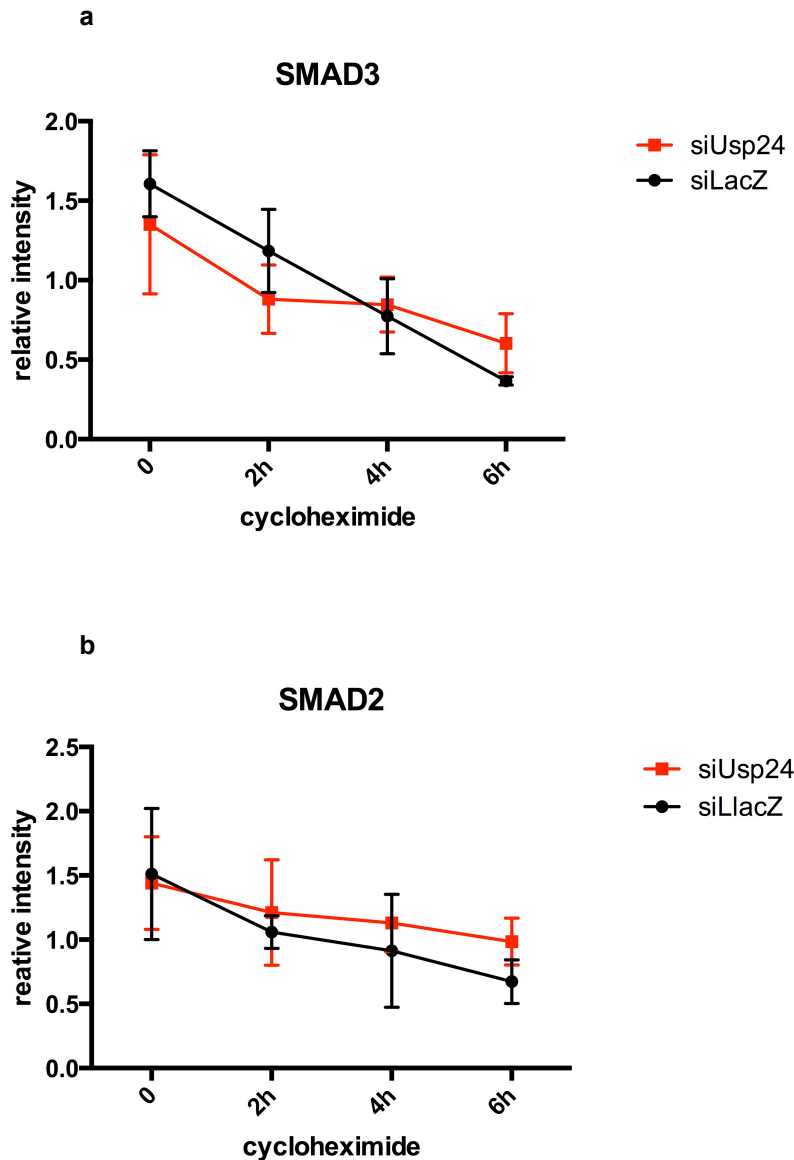 a
SMAD3
2.0
1.5
1.0
0.5
0.0
relative intensity
0
2h
4h
6h
cycloheximide
siUsp24
siLacZ
b
SMAD2
2.5
2.0
1.5
1.0
0.5
0.0
reative intensity
0
2h
4h
6h
cycloheximide
siUsp24
siLlacZ